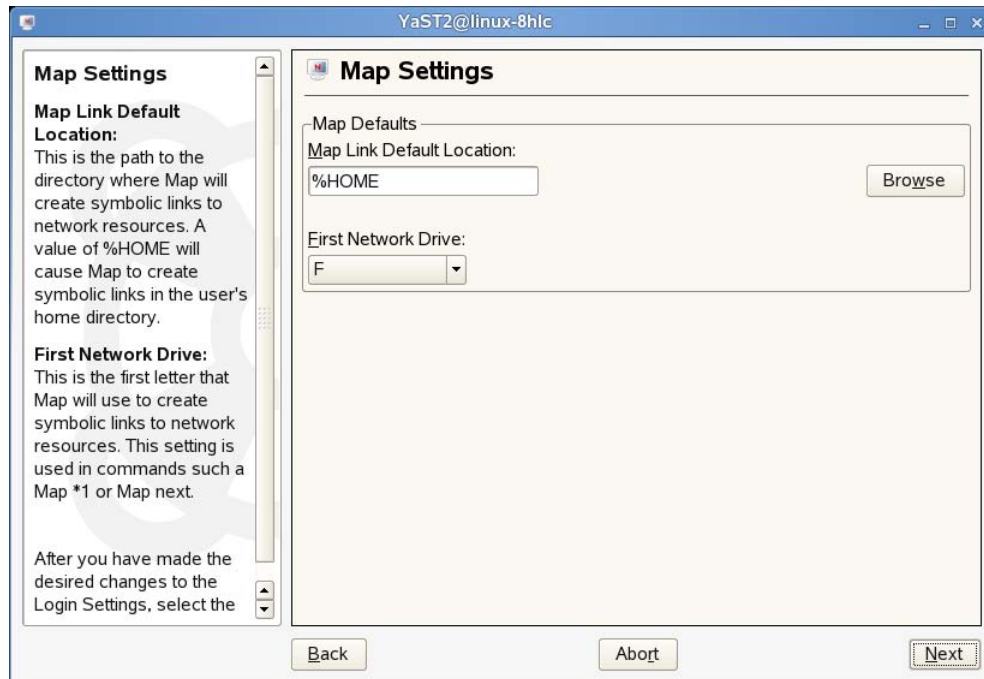 YaST2@linux-8hlc
Map Settings
Map Link Default
Location:
This is the path to the
directory where Map will
create symbolic links to
network resources. A
value of %HOME will
cause Map to create
symbolic links in the user's
home directory.
First Network Drive:
This is the first letter that
Map will use to create
symbolic links to network
resources. This setting is
used in commands such a
Map *1 or Map next.
After you have made the
desired changes to the
Login Settings, select the
Map Settings
Map Defaults
Map Link Default Location:
%HOME
Browse
First Network Drive:
F
Back
Abort
Next